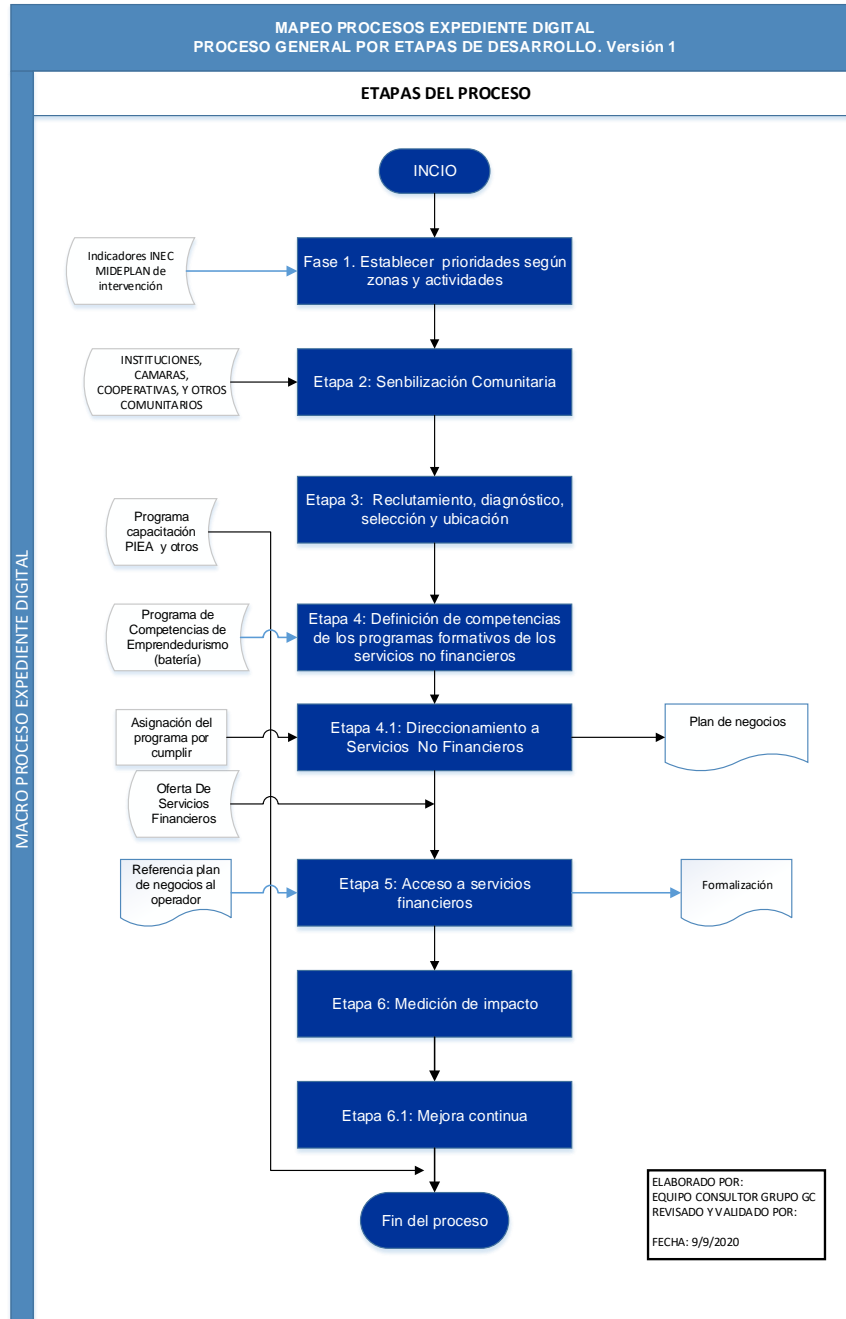 MAPEO PROCESOS EXPEDIENTE DIGITAL
PROCESO GENERAL POR ETAPAS DE DESARROLLO. Versión 1
MACRO PROCESO EXPEDIENTE DIGITAL
ETAPAS DEL PROCESO
INCIO
Indicadores INEC
MIDEPLAN de
intervención
Fase 1. Establecer prioridades según
zonas y actividades
INSTITUCIONES,
CAMARAS,
COOPERATIVAS, Y OTROS
COMUNITARIOS
Etapa 2: Senbilización Comunitaria
Etapa 3: Reclutamiento, diagnóstico,
selección y ubicación
Programa
capacitación
PIEA y otros
Programa de
Competencias de
Emprendedurismo
(batería)
Etapa 4: Definición de competencias
de los programas formativos de los
servicios no financieros
Asignación del
programa por
cumplir
Etapa 4.1: Direccionamiento a
Servicios No Financieros
Plan de negocios
Oferta De
Servicios
Financieros
Referencia plan
de negocios al
operador
Etapa 5: Acceso a servicios
financieros
Formalización
Etapa 6: Medición de impacto
Etapa 6.1: Mejora continua
Fin del proceso
ELABORADO POR:
EQUIPO CONSULTOR GRUPO GC
REVISADO Y VALIDADO POR:
FECHA: 9/9/2020